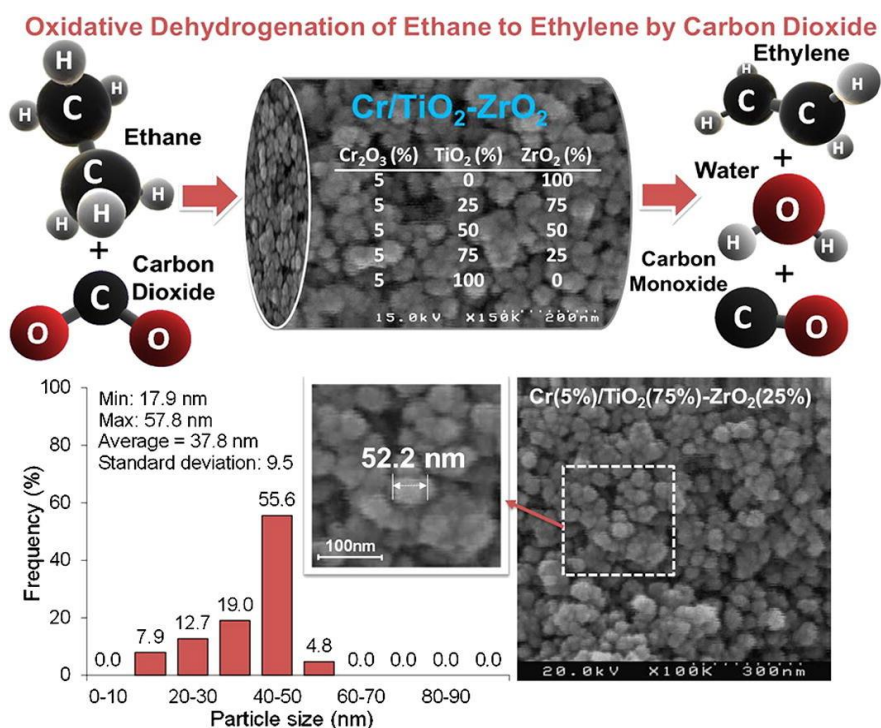 Oxidative Dehydrogenation of Ethane to Ethylene by Carbon Dioxide
H
H
H
C
C
H
H
H
Ethane
+
Carbon
Dioxide
C
O
O
Cr/TiO₂-ZrO₂
Cr₂O₃ (%) TiO₂ (%) ZrO₂ (%)
5 0 100
5 25 75
5 50 50
5 75 25
5 100 0
15.0kV X150K 200nm
Ethylene
H
H
C
C
H
H
+
Water
O
H
H
Carbon
Monoxide
+
C
O
Min: 17.9 nm
Max: 57.8 nm
Average = 37.8 nm
Standard deviation: 9.5
Frequency (%)
100
80
60
40
20
0
0.0
7.9
12.7
19.0
55.6
4.8
0.0
0.0
0.0
0.0
0-10 20-30 40-50 60-70 80-90
Particle size (nm)
52.2 nm
100nm
Cr(5%)/TiO₂(75%)-ZrO₂(25%)
20.0kV X100K 300nm